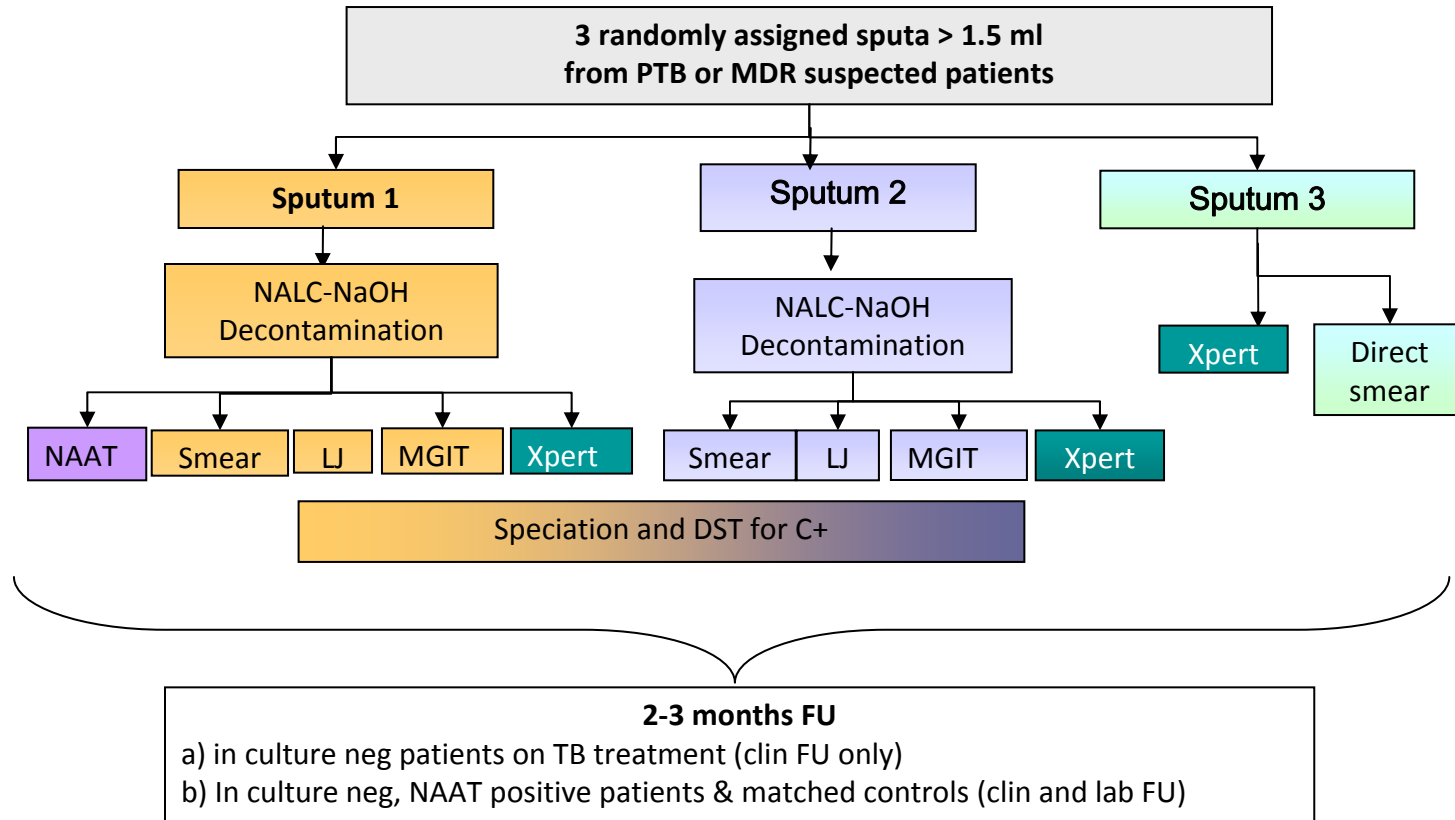 3 randomly assigned sputa > 1.5 ml
from PTB or MDR suspected patients
Sputum 1
Sputum 2
Sputum 3
NALC-NaOH
Decontamination
NALC-NaOH
Decontamination
Xpert
Direct
smear
NAAT
Smear
LJ
MGIT
Xpert
Smear
LJ
MGIT
Xpert
Speciation and DST for C+
2-3 months FU
a) in culture neg patients on TB treatment (clin FU only)
b) In culture neg, NAAT positive patients & matched controls (clin and lab FU)